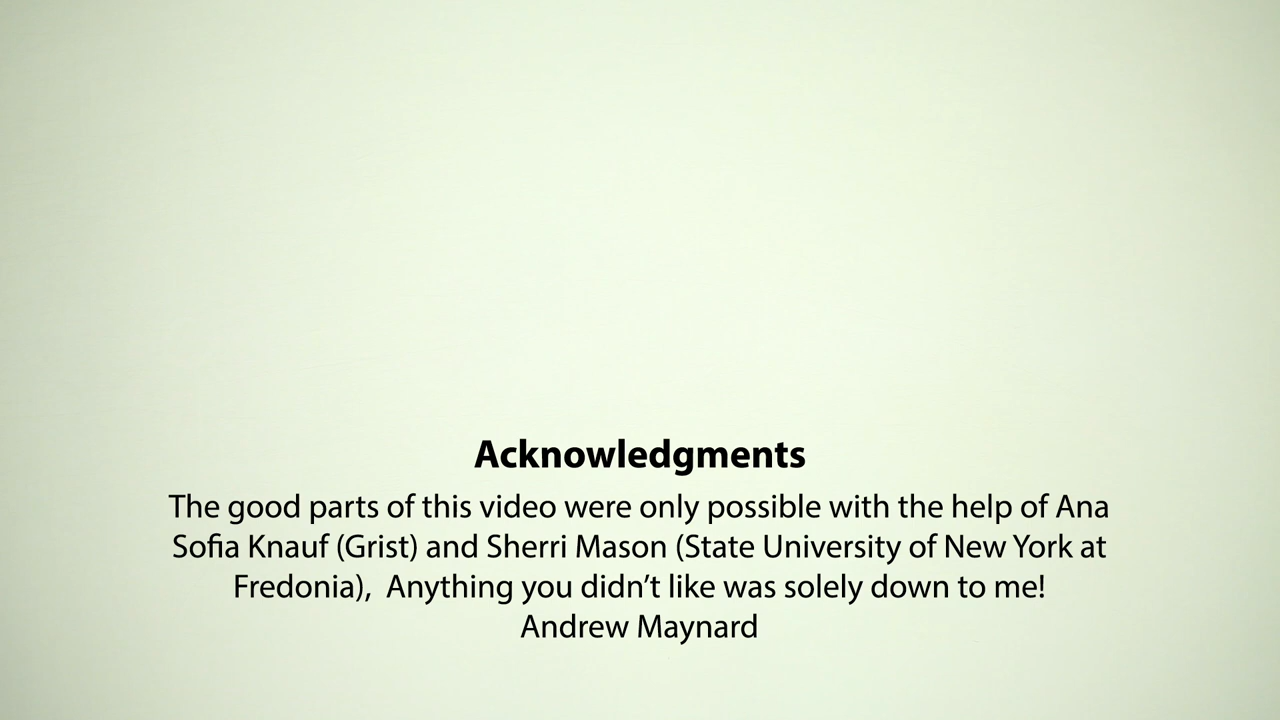 Acknowledgments
The good parts of this video were only possible with the help of Ana
Sofia Knauf (Grist) and Sherri Mason (State University of New York at
Fredonia),  Anything you didn’t like was solely down to me!
Andrew Maynard